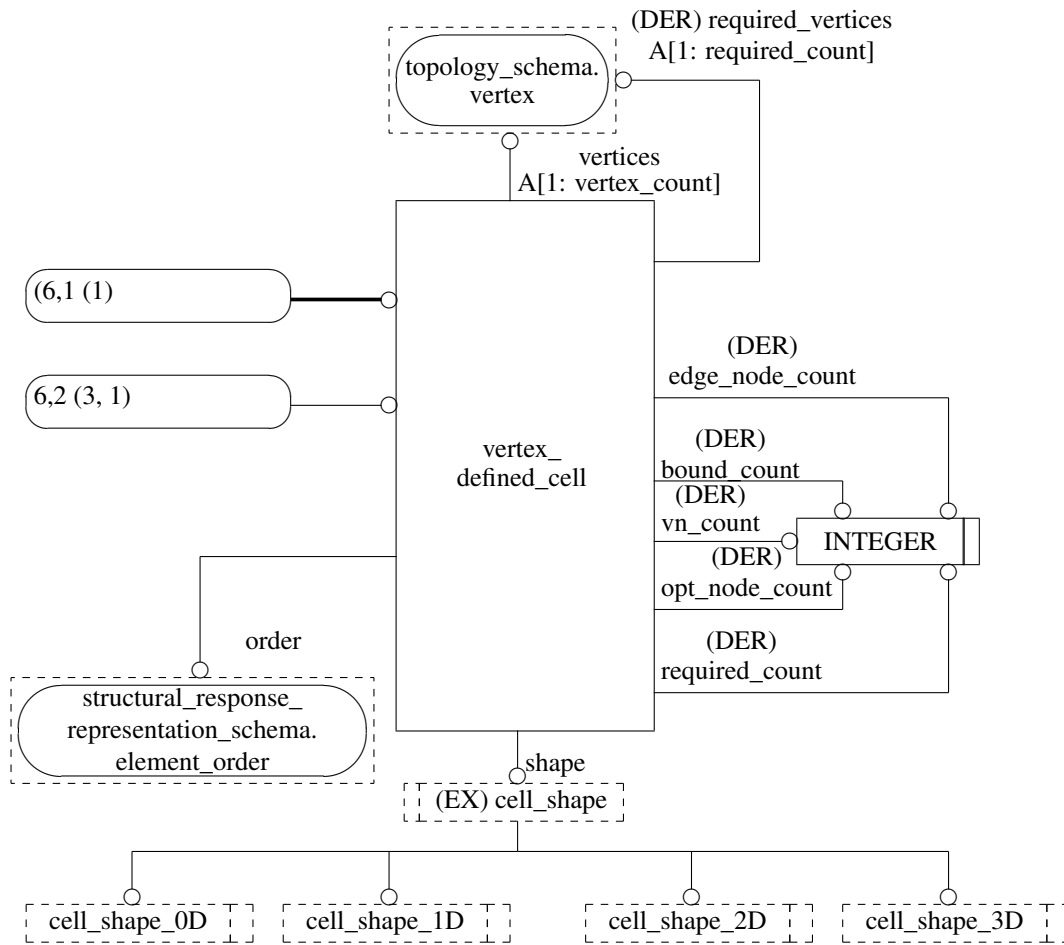 (DER) required_vertices
A[1: required_count]
topology_schema.
vertex
vertices
A[1: vertex_count]
(6,1 (1)
6,2 (3, 1)
(DER)
edge_node_count
vertex_
defined_cell
(DER)
bound_count
(DER)
vn_count
INTEGER
(DER)
opt_node_count
order
(DER)
required_count
structural_response_
representation_schema.
element_order
shape
(EX) cell_shape
cell_shape_0D
cell_shape_1D
cell_shape_2D
cell_shape_3D